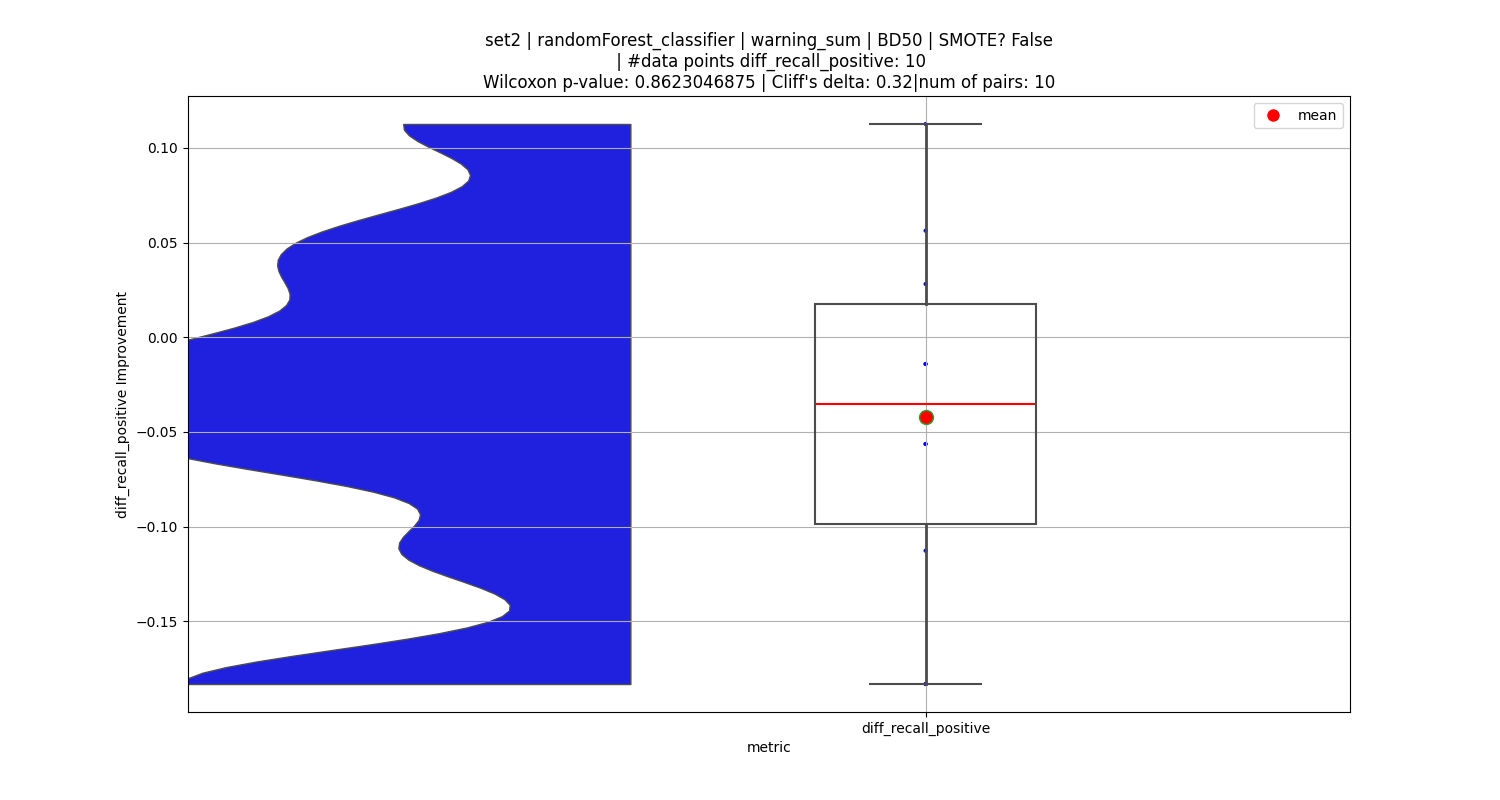 set2 | randomForest_classifier | warning_sum | BD50 | SMOTE? False
| #data points diff_recall_positive: 10
Wilcoxon p-value: 0.8623046875 | Cliff's delta: 0.32|num of pairs: 10
mean
0.10
0.05
0.00
−0.05
−0.10
−0.15
diff_recall_positive Improvement
diff_recall_positive
metric